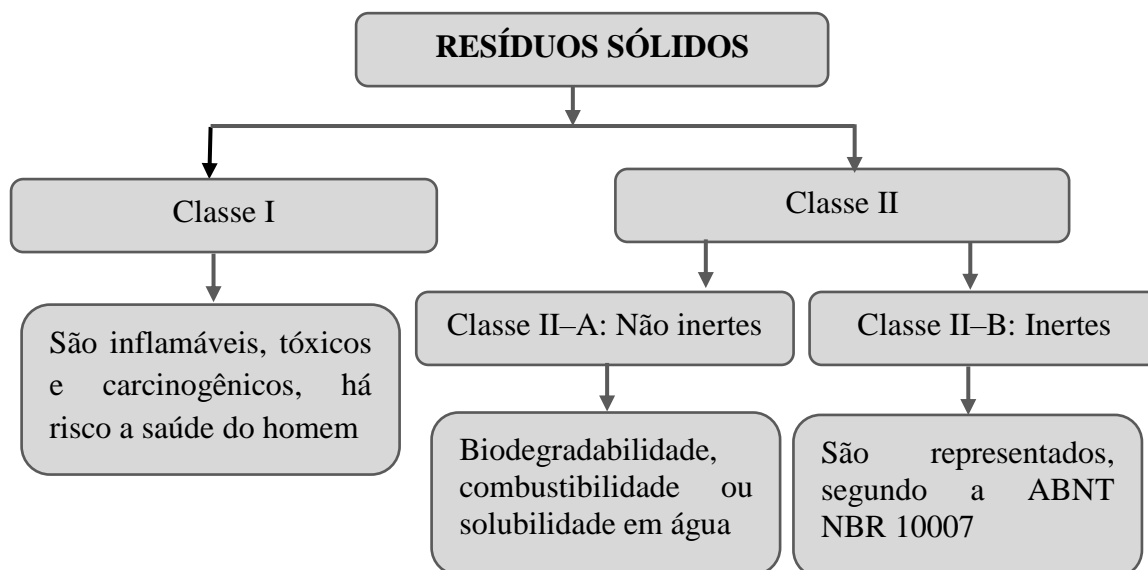 RESÍDUOS SÓLIDOS
Classe I
Classe II
São inflamáveis, tóxicos
e carcinogênicos, há
risco a saúde do homem
Classe II–A: Não inertes
Classe II–B: Inertes
Biodegradabilidade,
combustibilidade ou
solubilidade em água
São representados,
segundo a ABNT
NBR 10007